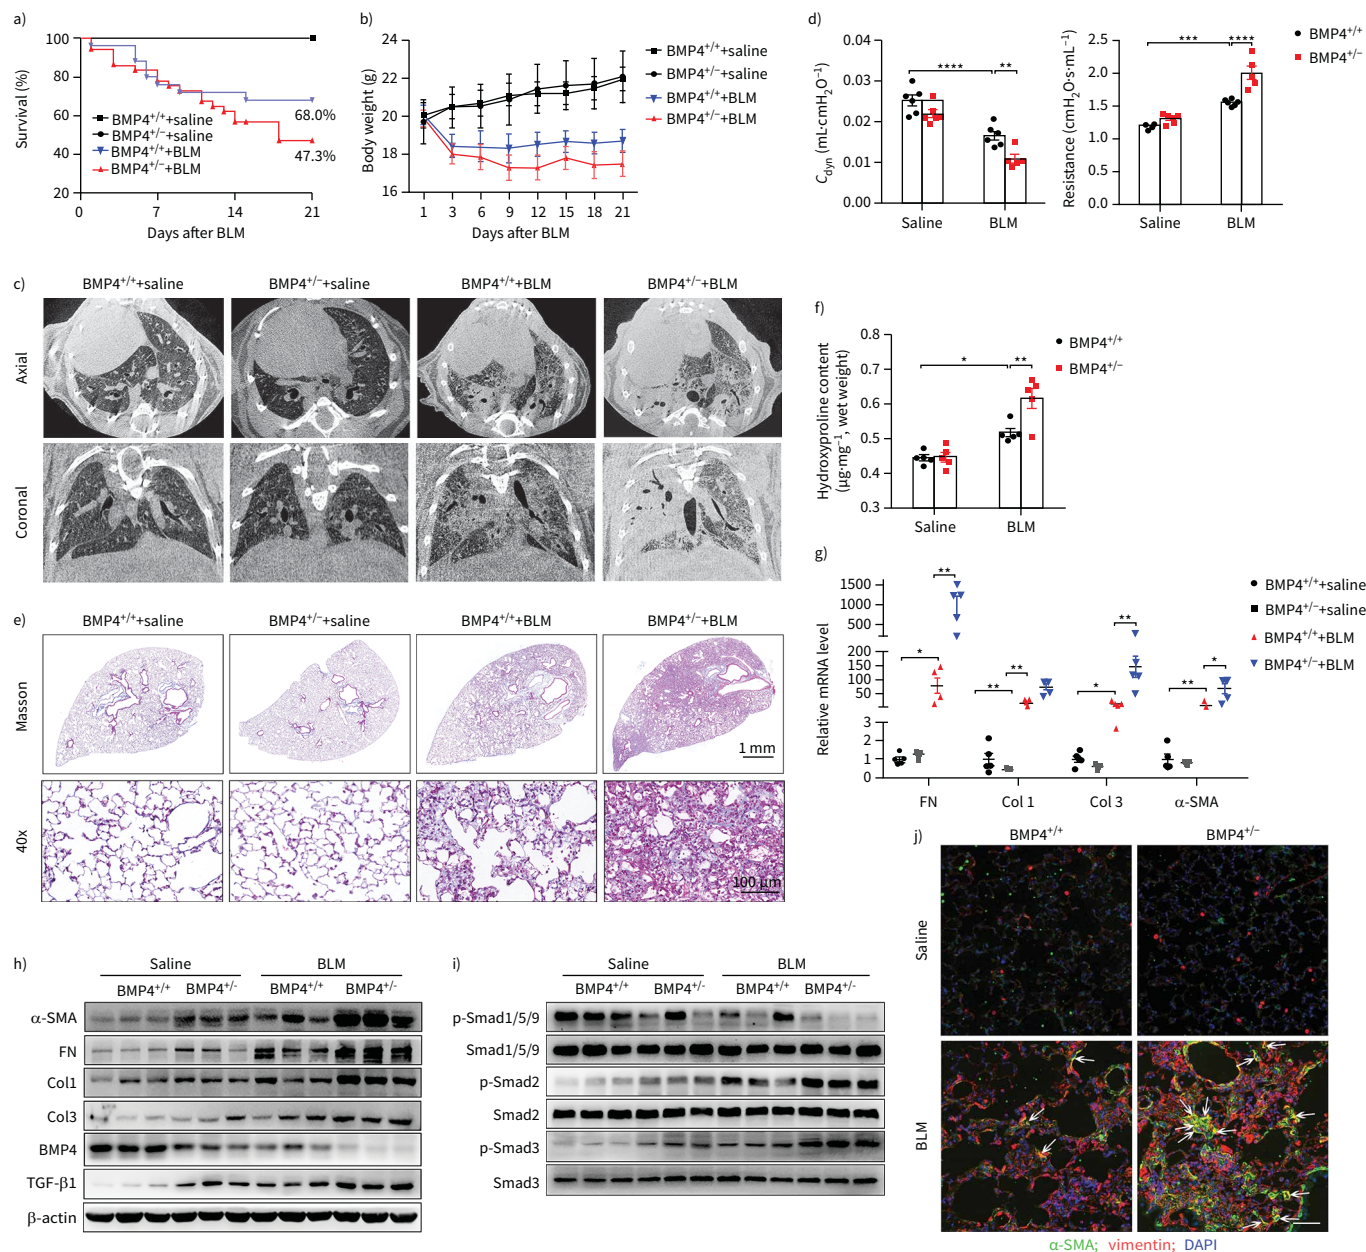 a)
Survival (%)
100
80
60
40
20
68.0%
47.3%
BMP4+/++saline
BMP4+/−+saline
BMP4+/++BLM
BMP4+/−+BLM
0 7 14 21
Days after BLM
b)
Body weight (g)
24
22
20
18
16
1 3 6 9 12 15 18 21
Days after BLM
BMP4+/++saline
BMP4+/−+saline
BMP4+/++BLM
BMP4+/−+BLM
d)
Cdyn (mL·cmH2O−1)
0.04
0.03
0.02
0.01
0.00
**** **
Saline BLM
Resistance (cmH2O·s·mL−1)
2.5
2.0
1.5
1.0
0.5
0.0
*** ****
Saline BLM
BMP4+/+
BMP4+/−
c)
BMP4+/++saline BMP4+/−+saline BMP4+/++BLM BMP4+/−+BLM
Axial
Coronal
f)
Hydroxyproline content
(µg·mg−1, wet weight)
0.8
0.7
0.6
0.5
0.4
0.3
* **
Saline BLM
BMP4+/+
BMP4+/−
e)
BMP4+/++saline BMP4+/−+saline BMP4+/++BLM BMP4+/−+BLM
Masson
1 mm
40x
100 µm
g)
Relative mRNA level
1500
1000
500
200
150
100
50
3
2
1
0
* ** ** ** * ** ** *
FN Col 1 Col 3 α-SMA
BMP4+/++saline
BMP4+/−+saline
BMP4+/++BLM
BMP4+/−+BLM
h)
Saline BLM
BMP4+/+ BMP4+/- BMP4+/+ BMP4+/-
α-SMA
FN
Col1
Col3
BMP4
TGF-β1
β-actin
i)
Saline BLM
BMP4+/+ BMP4+/- BMP4+/+ BMP4+/-
p-Smad1/5/9
Smad1/5/9
p-Smad2
Smad2
p-Smad3
Smad3
j)
BMP4+/+ BMP4+/−
Saline
BLM
α-SMA; vimentin; DAPI